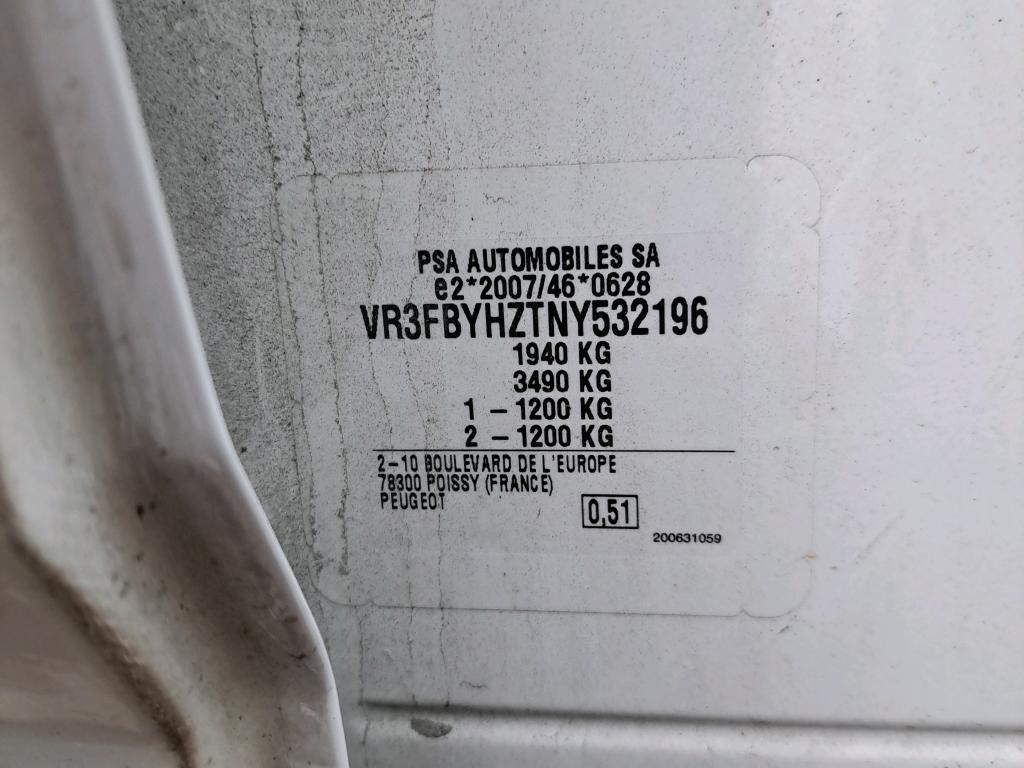 PSA AUTOMOBILES SA
e2*2007/46*0628
VR3FBYHZTNY532196
1940 KG
3490 KG
1 - 1200 KG
2 - 1200 KG
2-10 BOULEVARD DE L'EUROPE
78300 POISSY (FRANCE)
PEUGEOT
0,51
200631059